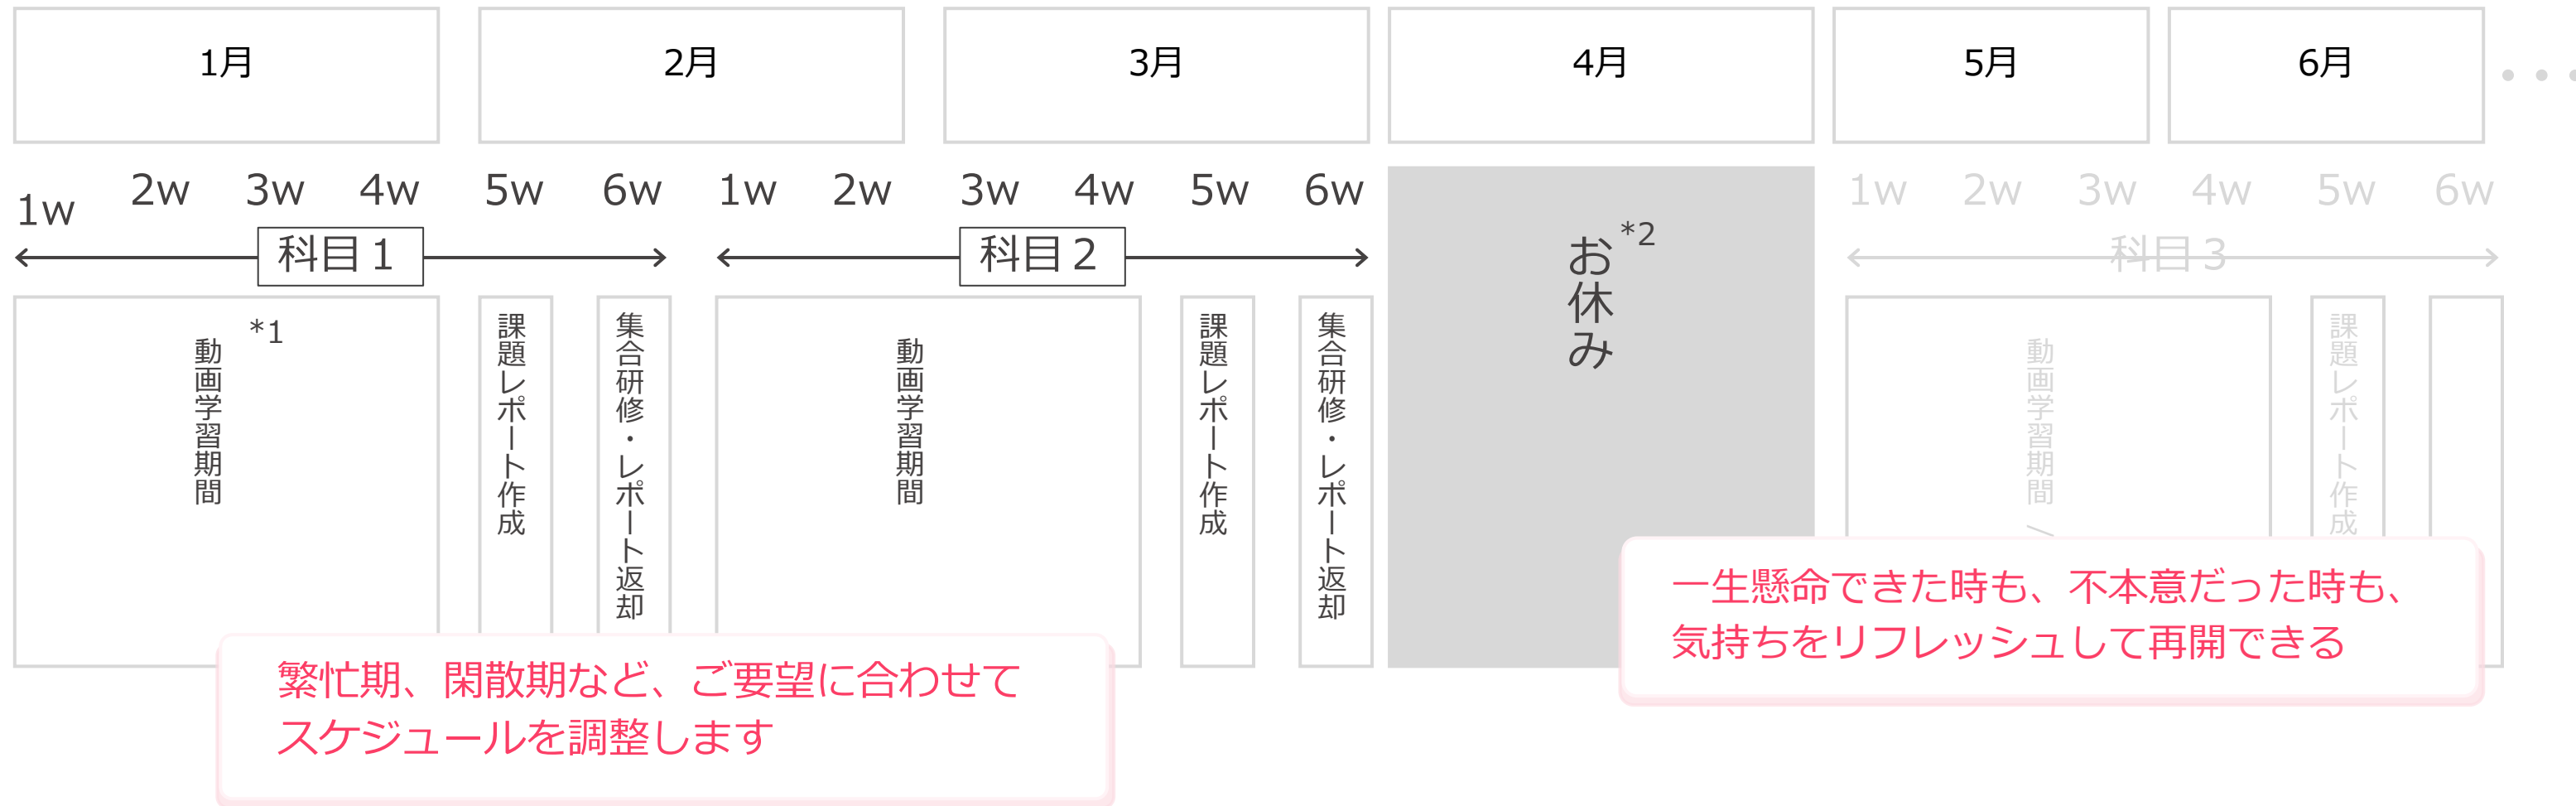 1月
2月
3月
4月
5月
6月
・・・
1w
2w
3w
4w
5w
6w
1w
2w
3w
4w
5w
6w
1w
2w
3w
4w
5w
6w
科目１
科目２
お休み
*2
科目３
動画学習期間
*1
課題レポート作成
集合研修・レポート返却
動画学習期間
課題レポート作成
集合研修・レポート返却
動画学習期間
課題レポート作成
繁忙期、閑散期など、ご要望に合わせて
スケジュールを調整します
一生懸命できた時も、不本意だった時も、
気持ちをリフレッシュして再開できる